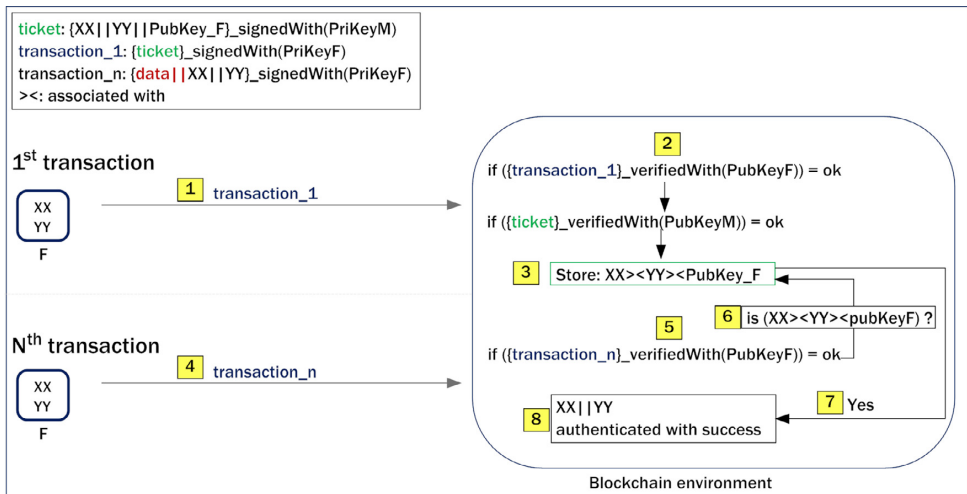 ticket: {XX||YY||PubKey_F}_signedWith(PriKeyM)
transaction_1: {ticket}_signedWith(PriKeyF)
transaction_n: {data||XX||YY}_signedWith(PriKeyF)
><: associated with
1st transaction
XX
YY
F
1
transaction_1
2
if ({transaction_1}_verifiedWith(PubKeyF)) = ok
if ({ticket}_verifiedWith(PubKeyM)) = ok
3
Store: XX><YY><PubKey_F
6
is (XX><YY><pubKeyF) ?
5
if ({transaction_n}_verifiedWith(PubKeyF)) = ok
Nth transaction
XX
YY
F
4
transaction_n
7
Yes
8
XX||YY
authenticated with success
Blockchain environment